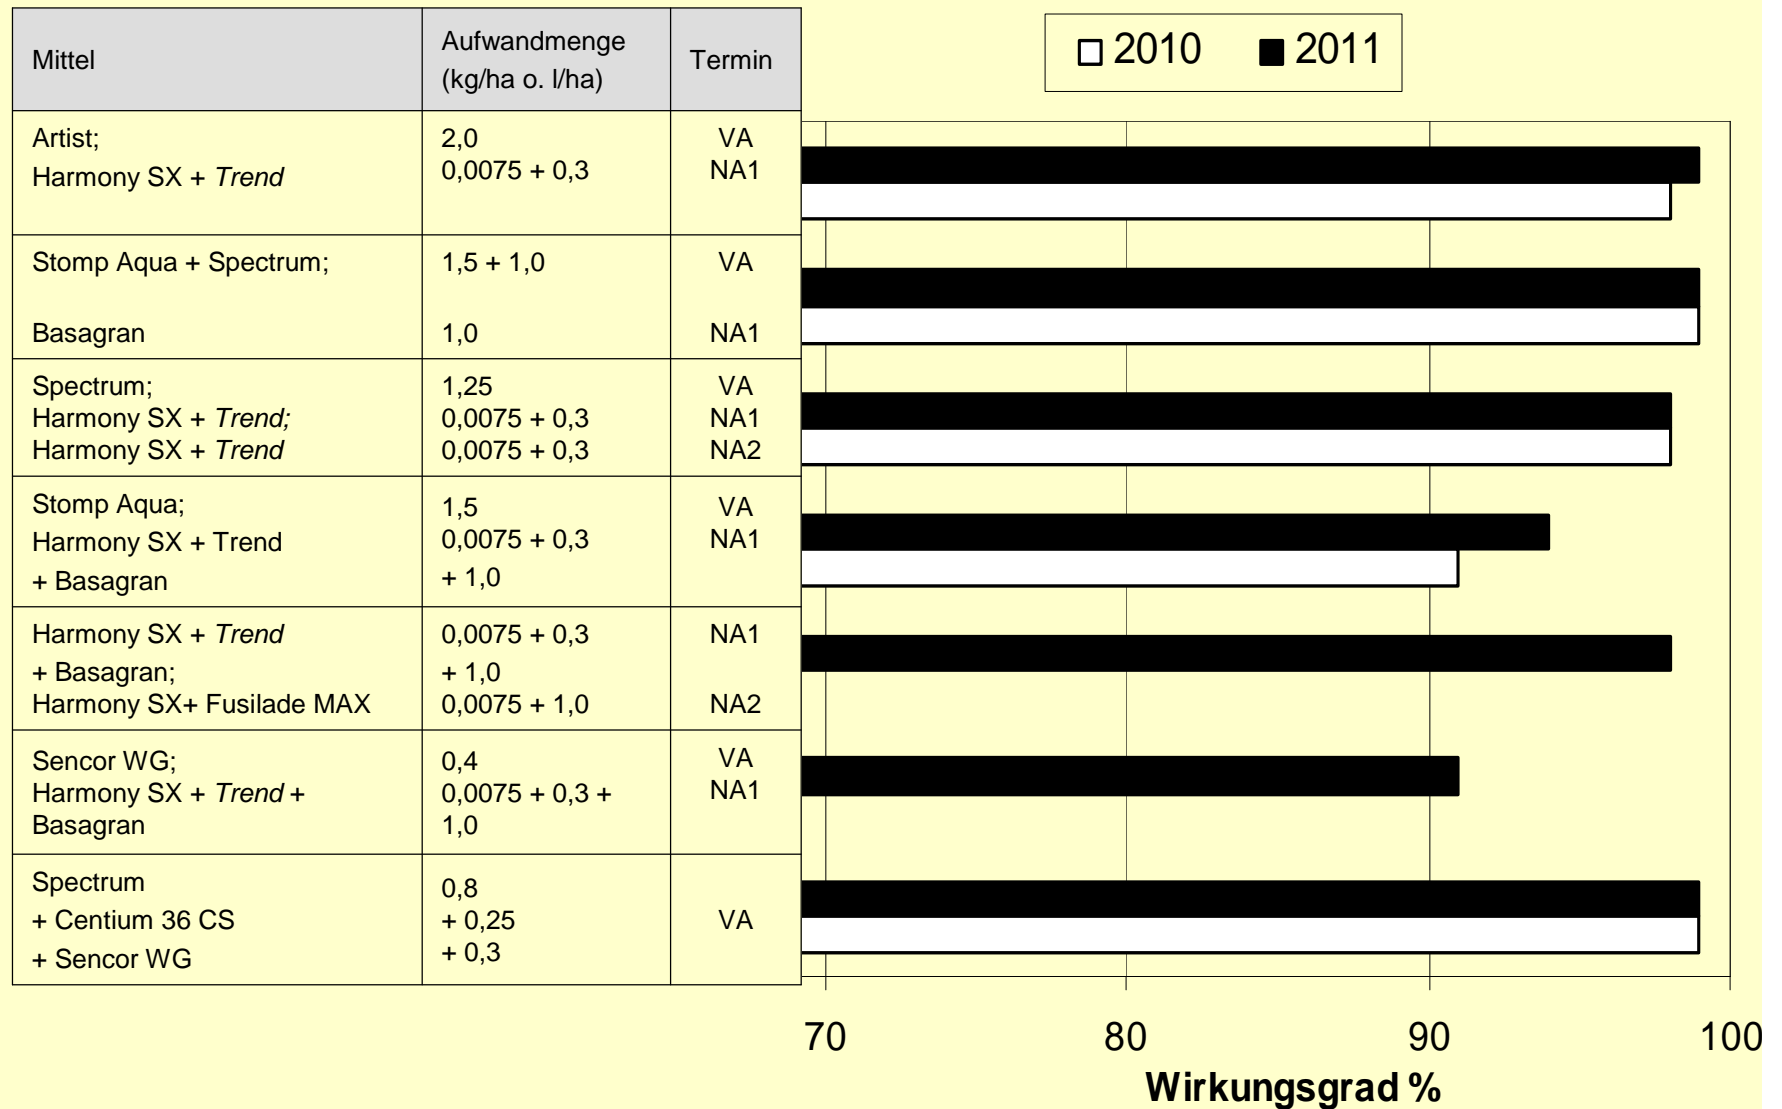 Mittel
Aufwandmenge
(kg/ha o. l/ha)
Termin
2010
2011
Artist;
Harmony SX + Trend
2,0
0,0075 + 0,3
VA
NA1
Stomp Aqua + Spectrum;
Basagran
1,5 + 1,0
1,0
VA
NA1
Spectrum;
Harmony SX + Trend;
Harmony SX + Trend
1,25
0,0075 + 0,3
0,0075 + 0,3
VA
NA1
NA2
Stomp Aqua;
Harmony SX + Trend
+ Basagran
1,5
0,0075 + 0,3
+ 1,0
VA
NA1
Harmony SX + Trend
+ Basagran;
Harmony SX+ Fusilade MAX
0,0075 + 0,3
+ 1,0
0,0075 + 1,0
NA1
NA2
Sencor WG;
Harmony SX + Trend +
Basagran
0,4
0,0075 + 0,3 +
1,0
VA
NA1
Spectrum
+ Centium 36 CS
+ Sencor WG
0,8
+ 0,25
+ 0,3
VA
70 80 90 100
Wirkungsgrad %